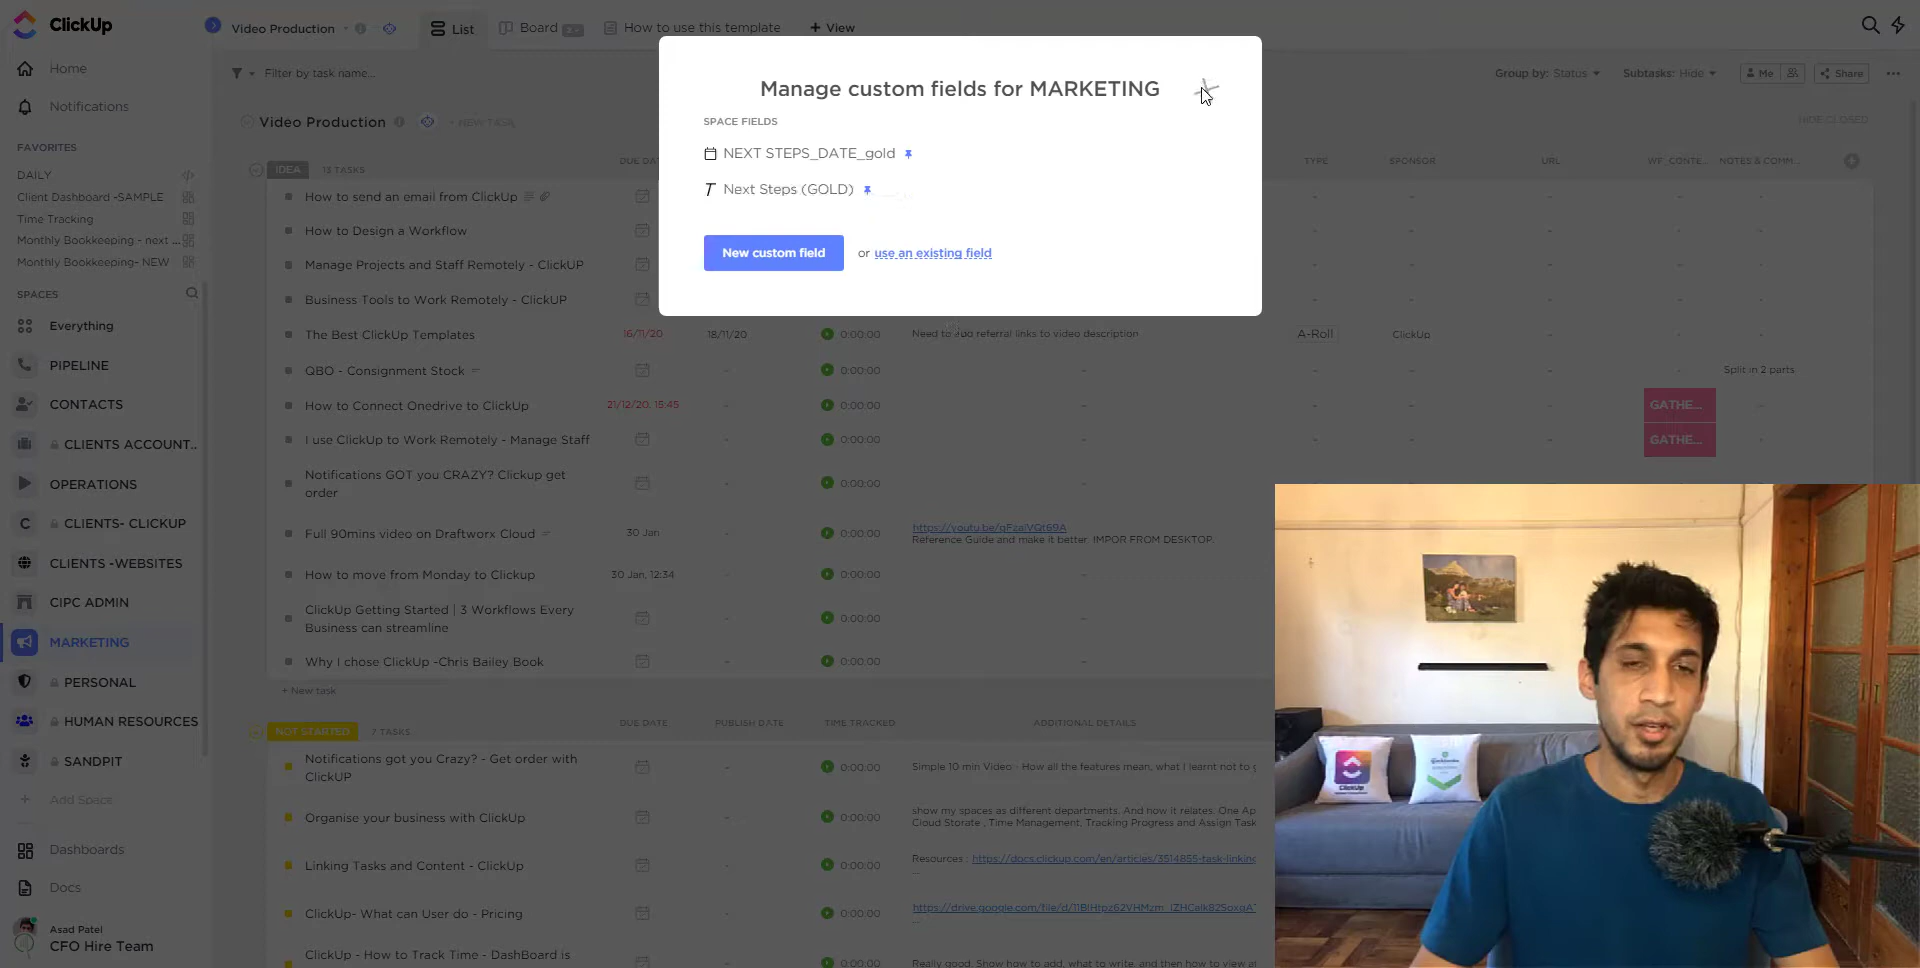 ClickUp
Video Production
List
Board
How to use this template
+ View
Home
Notifications
FAVORITES
DAILY
Client Dashboard -SAMPLE
Time Tracking
Monthly Bookkeeping - next ...
Monthly Bookkeeping- NEW
SPACES
Everything
PIPELINE
CONTACTS
CLIENTS ACCOUNT..
OPERATIONS
C
CLIENTS- CLICKUP
CLIENTS -WEBSITES
CIPC ADMIN
MARKETING
PERSONAL
HUMAN RESOURCES
SANDPIT
+ Add Space
Dashboards
Docs
Asad Patel
CFO Hire Team
Filter by task name...
Group by: Status
Subtasks: Hide
Me
Share
Video Production
+ NEW TASK
HIDE CLOSED
Manage custom fields for MARKETING
SPACE FIELDS
NEXT STEPS_DATE_gold
Next Steps (GOLD)
New custom field
or use an existing field
IDEA 13 TASKS
DUE DA
TYPE
SPONSOR
URL
WP_CONTE...
NOTES & COMM...
How to send an email from ClickUp
How to Design a Workflow
Manage Projects and Staff Remotely - ClickUP
Business Tools to Work Remotely - ClickUP
The Best ClickUp Templates 16/11/20 18/11/20 0:00:00 Need to add referral links to video description A-Roll ClickUp
QBO - Consignment Stock - 0:00:00 - - - - - Split in 2 parts
How to Connect Onedrive to ClickUp 21/12/20, 15:45 - 0:00:00 - - - - GATHE... -
I use ClickUp to Work Remotely - Manage Staff - 0:00:00 - - - - GATHE... -
Notifications GOT you CRAZY? Clickup get
order - 0:00:00 -
Full 90mins video on Draftworx Cloud 30 Jan - 0:00:00
Reference Guide and make it better. IMPOR FROM DESKTOP.
How to move from Monday to Clickup 30 Jan, 12:34 - 0:00:00 -
ClickUp Getting Started | 3 Workflows Every
Business can streamline - 0:00:00 -
Why I chose ClickUp -Chris Bailey Book - 0:00:00 -
+ New task
NOT STARTED 7 TASKS
DUE DATE
PUBLISH DATE
TIME TRACKED
ADDITIONAL DETAILS
Notifications got you Crazy? - Get order with
ClickUP - 0:00:00 Simple 10 min Video - How all the features mean, what I learnt not to g
Organise your business with ClickUp - 0:00:00
show my spaces as different departments. And how it relates. One Ap
Cloud Storate , Time Management, Tracking Progress and Assign Task
Linking Tasks and Content - ClickUp - 0:00:00
Resources : https://docs.clickup.com/en/articles/3514855-task-linking
--
ClickUp- What can User do - Pricing - 0:00:00
--
ClickUp - How to Track Time - DashBoard is - 0:00:00
Really good. Show how to add, what to write, and then how to view al
ClickUp